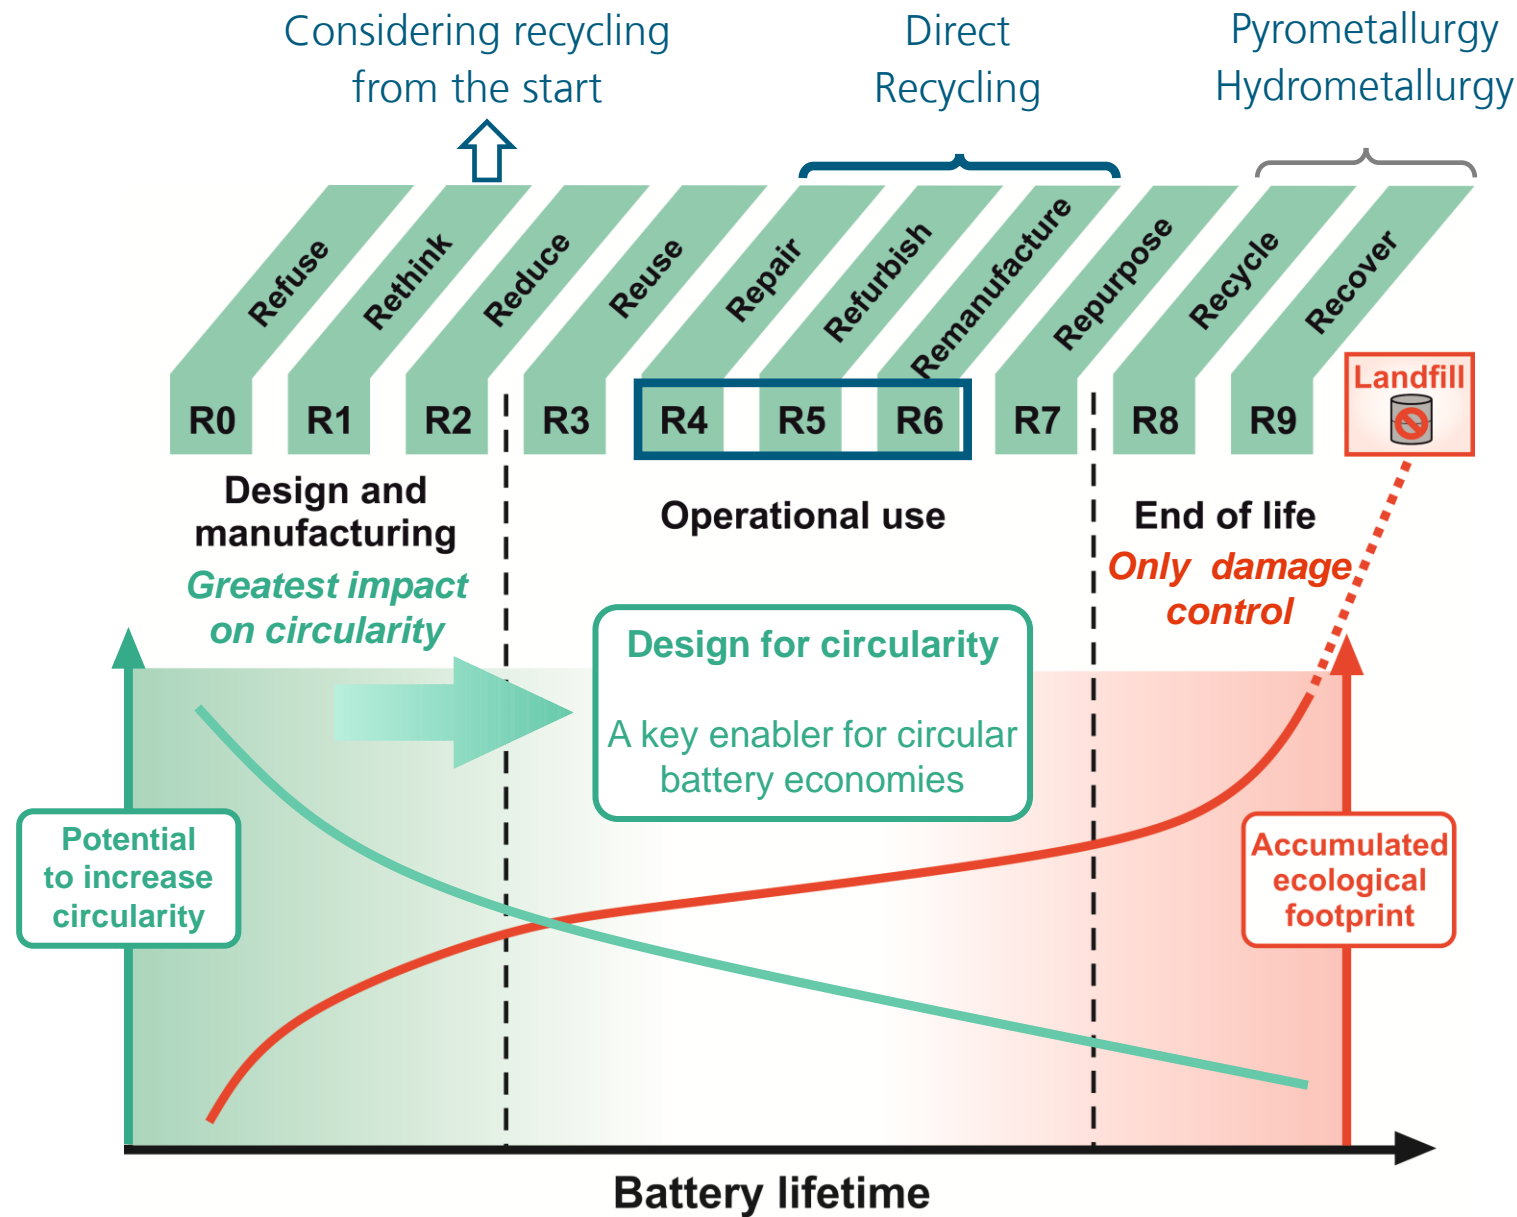 Considering recycling
from the start
Direct
Recycling
Pyrometallurgy
Hydrometallurgy
Refuse
Rethink
Reduce
Reuse
Repair
Refurbish
Remanufacture
Repurpose
Recycle
Recover
R0
R1
R2
R3
R4
R5
R6
R7
R8
R9
Landfill
Design and
manufacturing
Operational use
End of life
Greatest impact
on circularity
Only damage
control
Design for circularity
A key enabler for circular
battery economies
Potential
to increase
circularity
Accumulated
ecological
footprint
Battery lifetime